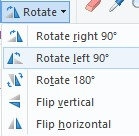 Rotate
Rotate right 90°
Rotate left 90°
Rotate 180°
Flip vertical
Flip horizontal